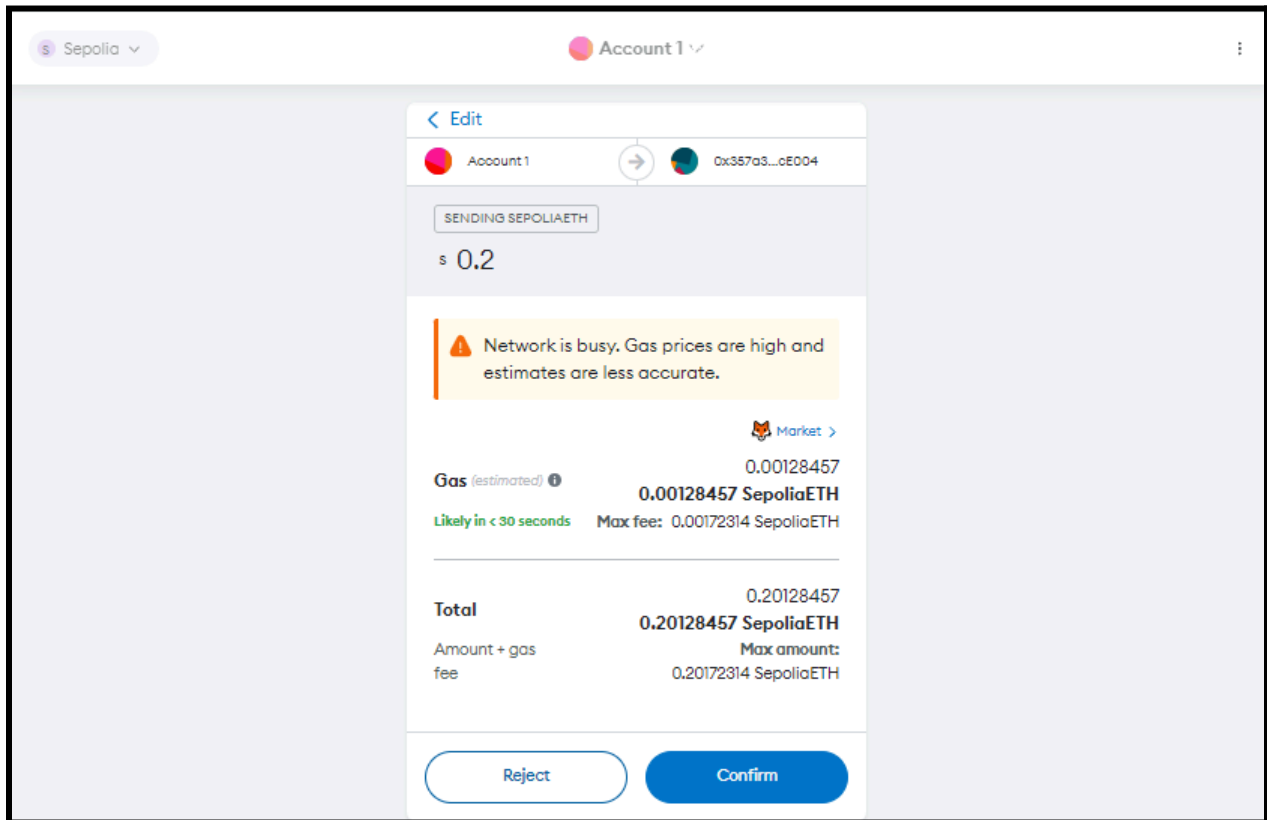 S Sepolia
Account 1
Edit
Account 1
0x357a3...cE004
SENDING SEPOLIAETH
S 0.2
Network is busy. Gas prices are high and
estimates are less accurate.
Market >
0.00128457
Gas (estimated)
0.00128457 SepoliaETH
Likely in < 30 seconds Max fee: 0.00172314 SepoliaETH
0.20128457
Total
0.20128457 SepoliaETH
Amount + gas Max amount:
fee 0.20172314 SepoliaETH
Reject
Confirm